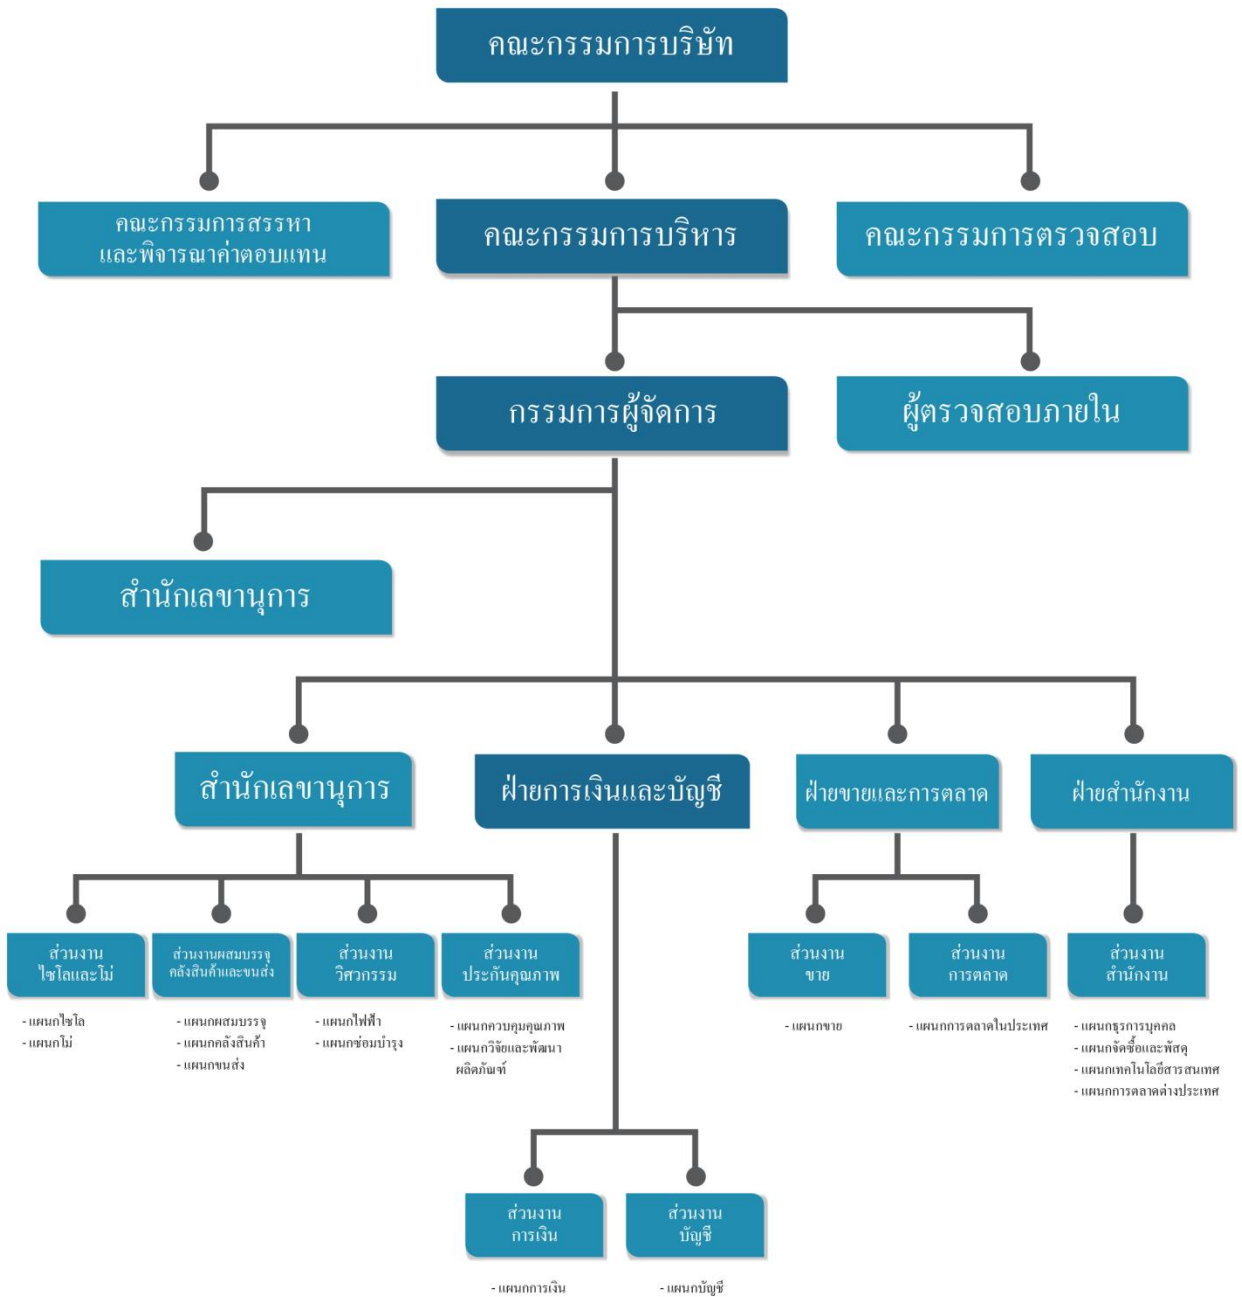 คณะกรรมการบริษัท
คณะกรรมการสรรหา
และพิจารณาค่าตอบแทน
คณะกรรมการบริหาร
คณะกรรมการตรวจสอบ
กรรมการผู้จัดการ
ผู้ตรวจสอบภายใน
สำนักเลขานุการ
สำนักเลขานุการ
ฝ่ายการเงินและบัญชี
ฝ่ายขายและการตลาด
ฝ่ายสำนักงาน
ส่วนงาน
ไซโลและโม่
- แผนกไซโล
- แผนกโม่
ส่วนงานผสมบรรจุ
คลังสินค้าและขนส่ง
- แผนกผสมบรรจุ
- แผนกคลังสินค้า
- แผนกขนส่ง
ส่วนงาน
วิศวกรรม
- แผนกไฟฟ้า
- แผนกซ่อมบำรุง
ส่วนงาน
ประกันคุณภาพ
- แผนกควบคุมคุณภาพ
- แผนกวิจัยและพัฒนา
ผลิตภัณฑ์
ส่วนงาน
ขาย
- แผนกขาย
ส่วนงาน
การตลาด
- แผนกการตลาดในประเทศ
ส่วนงาน
สำนักงาน
- แผนกธุรการบุคคล
- แผนกจัดซื้อและพัสดุ
- แผนกเทคโนโลยีสารสนเทศ
- แผนกการตลาดต่างประเทศ
ส่วนงาน
การเงิน
- แผนกการเงิน
ส่วนงาน
บัญชี
- แผนกบัญชี